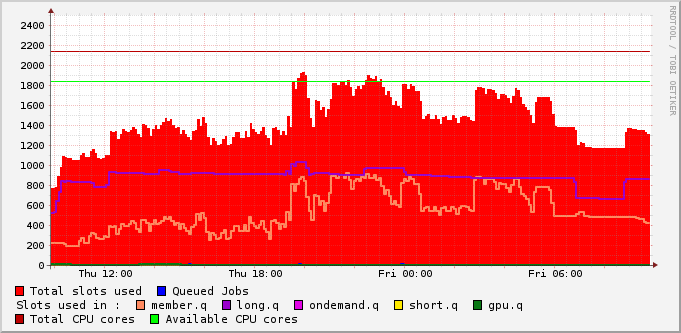 RRDTOOL / TOBI OETIKER
2400
2200
2000
1800
1600
1400
1200
1000
800
600
400
200
0
Thu 12:00 Thu 18:00 Fri 00:00 Fri 06:00
Total slots used Queued Jobs
Slots used in : member.q long.q ondemand.q short.q gpu.q
Total CPU cores Available CPU cores